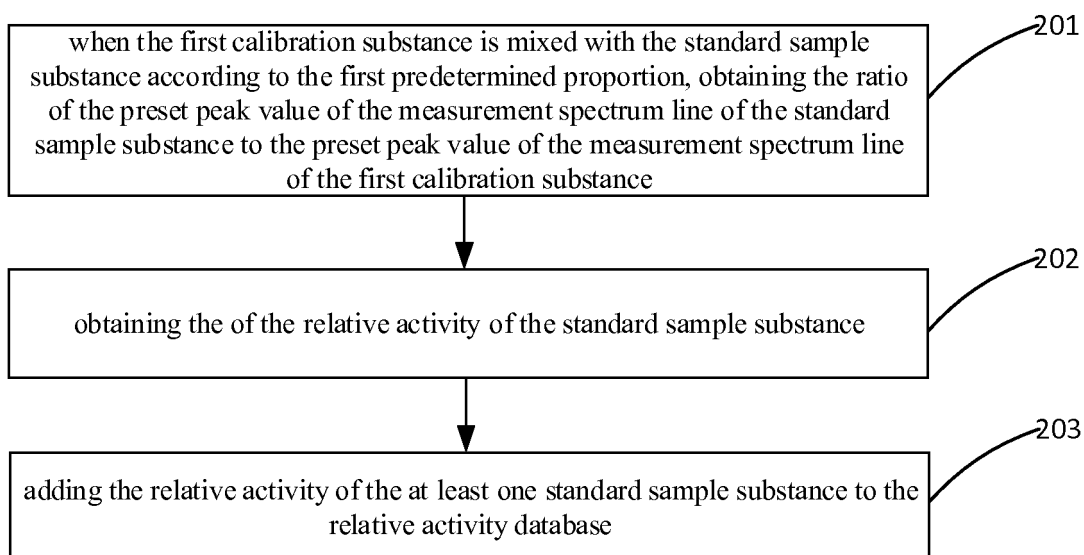 when the first calibration substance is mixed with the standard sample
substance according to the first predetermined proportion, obtaining the ratio
of the preset peak value of the measurement spectrum line of the standard
sample substance to the preset peak value of the measurement spectrum line
of the first calibration substance
201
obtaining the of the relative activity of the standard sample substance
202
adding the relative activity of the at least one standard sample substance to the
relative activity database
203